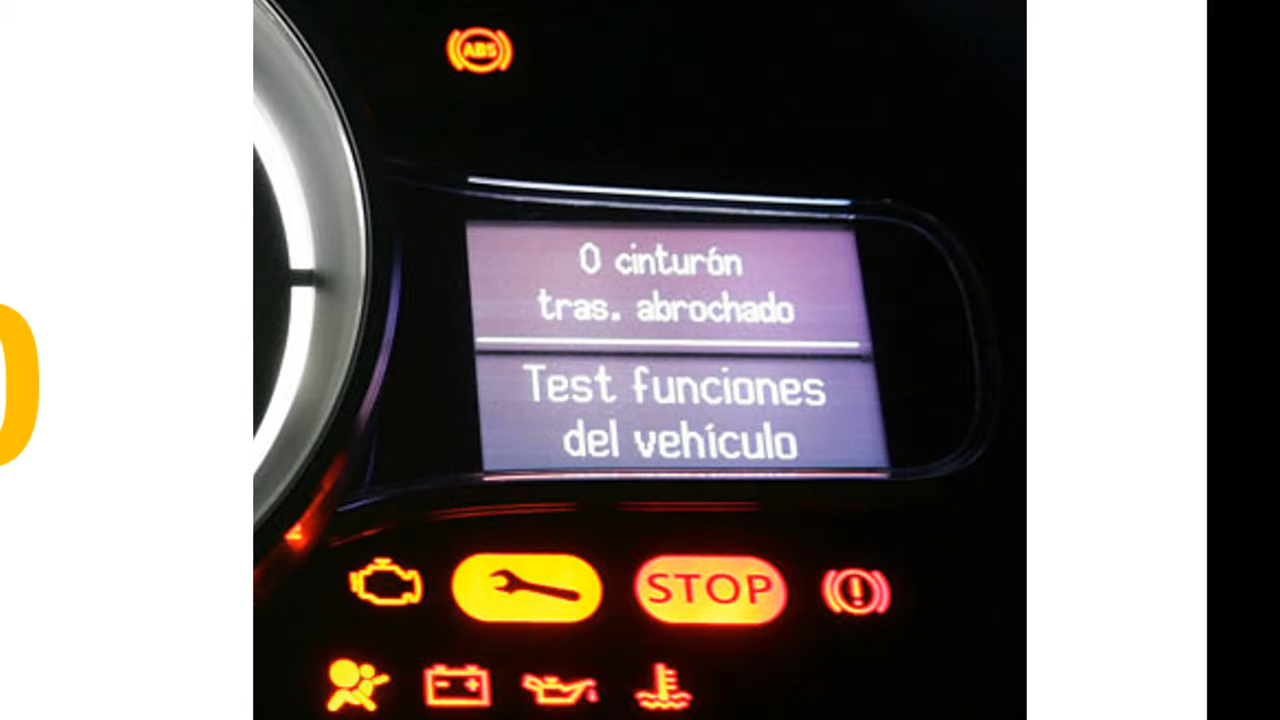 ABS
0 cinturón
tras. abrochado
Test funciones
del vehículo
STOP